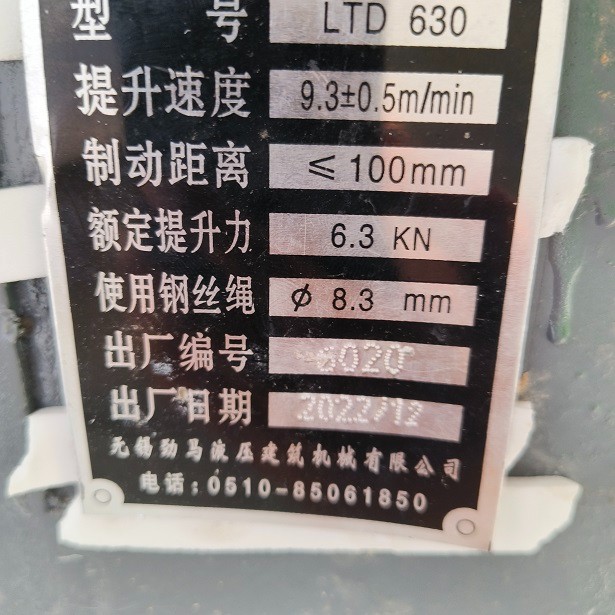 型 号 LTD 630
提升速度 9.3±0.5m/min
制动距离 ≤100mm
额定提升力 6.3 KN
使用钢丝绳 φ 8.3 mm
出厂编号 6020
出厂日期 2022/12
无锡劲马液压建筑机械有限公司
电话:0510-85061850